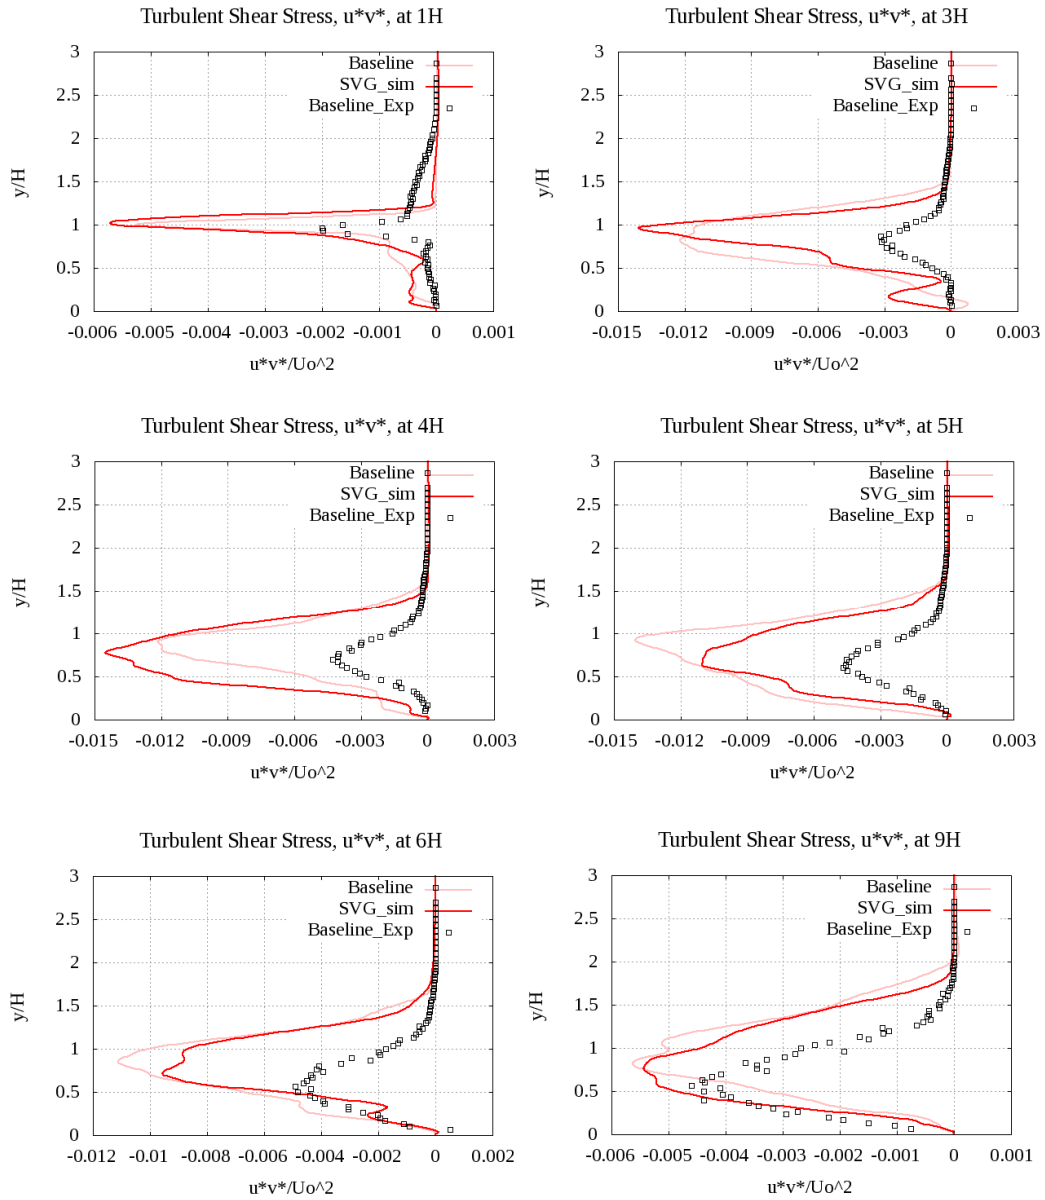 Turbulent Shear Stress, u*v*, at 1H
3
2.5
2
1.5
1
0.5
0
y/H
Baseline
SVG_sim
Baseline_Exp
-0.006 -0.005 -0.004 -0.003 -0.002 -0.001 0 0.001
u*v*/Uo^2
Turbulent Shear Stress, u*v*, at 3H
3
2.5
2
1.5
1
0.5
0
y/H
Baseline
SVG_sim
Baseline_Exp
-0.015 -0.012 -0.009 -0.006 -0.003 0 0.003
u*v*/Uo^2
Turbulent Shear Stress, u*v*, at 4H
3
2.5
2
1.5
1
0.5
0
y/H
Baseline
SVG_sim
Baseline_Exp
-0.015 -0.012 -0.009 -0.006 -0.003 0 0.003
u*v*/Uo^2
Turbulent Shear Stress, u*v*, at 5H
3
2.5
2
1.5
1
0.5
0
y/H
Baseline
SVG_sim
Baseline_Exp
-0.015 -0.012 -0.009 -0.006 -0.003 0 0.003
u*v*/Uo^2
Turbulent Shear Stress, u*v*, at 6H
3
2.5
2
1.5
1
0.5
0
y/H
Baseline
SVG_sim
Baseline_Exp
-0.012 -0.01 -0.008 -0.006 -0.004 -0.002 0 0.002
u*v*/Uo^2
Turbulent Shear Stress, u*v*, at 9H
3
2.5
2
1.5
1
0.5
0
y/H
Baseline
SVG_sim
Baseline_Exp
-0.006 -0.005 -0.004 -0.003 -0.002 -0.001 0 0.001
u*v*/Uo^2